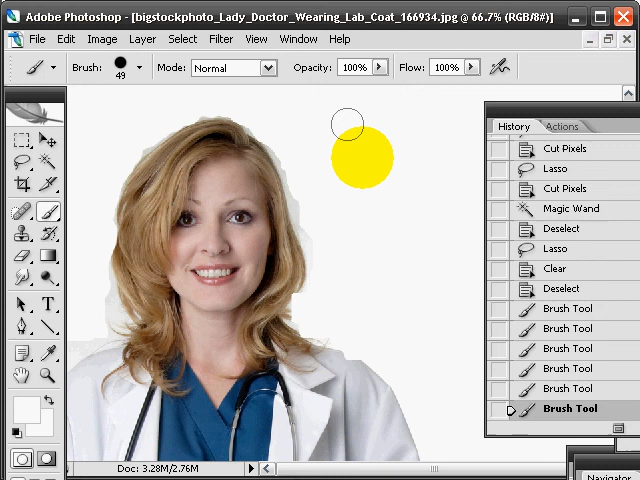 Adobe Photoshop - [bigstockphoto_Lady_Doctor_Wearing_Lab_Coat_166934.jpg @ 66.7% (RGB/8#)]
File Edit Image Layer Select Filter View Window Help
Brush: 49 Mode: Normal Opacity: 100% Flow: 100%
History Actions
Cut Pixels
Lasso
Cut Pixels
Magic Wand
Deselect
Lasso
Clear
Deselect
Brush Tool
Brush Tool
Brush Tool
Brush Tool
Brush Tool
Brush Tool
Doc: 3.28M/2.76M
Navigator